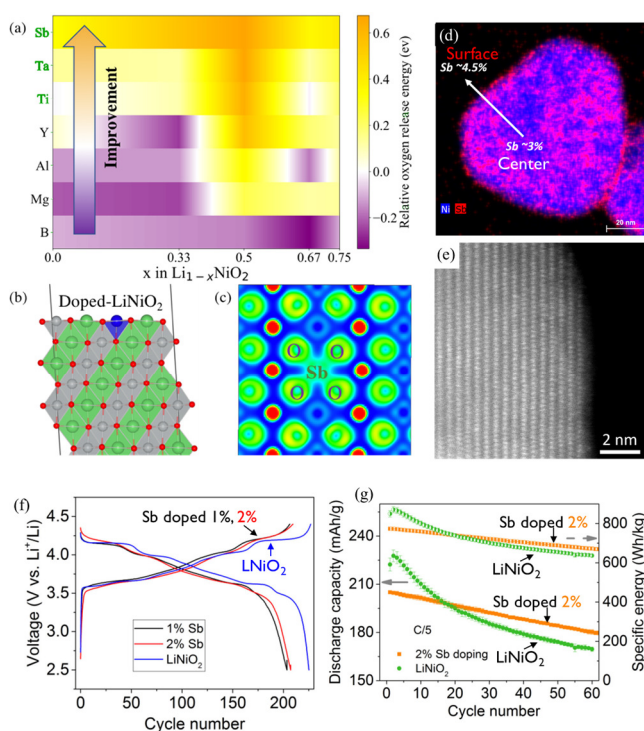 (a)
Sb
Ta
Ti
Y
Al
Mg
B
Improvement
0.0 0.33 0.5 0.67 0.75
x in Li1−xNiO2
0.6
0.4
0.2
0.0
−0.2
Relative oxygen release energy (ev)
(d)
Surface
Sb ~4.5%
Sb ~3%
Center
Ni Sb
20 nm
(b)
Doped-LiNiO2
(c)
O O
Sb
O O
(e)
2 nm
(f)
Sb doped 1%, 2%
LNiO2
4.5
4.0
3.5
3.0
2.5
Voltage (V vs. Li+/Li)
1% Sb
2% Sb
LiNiO2
0 50 100 150 200
Cycle number
(g)
Sb doped 2%
LiNiO2
Sb doped 2%
C/5
LiNiO2
2% Sb doping
LiNiO2
240
220
200
180
160
Discharge capacity (mAh/g)
800
600
400
200
0
Specific energy (Wh/kg)
0 10 20 30 40 50 60
Cycle number